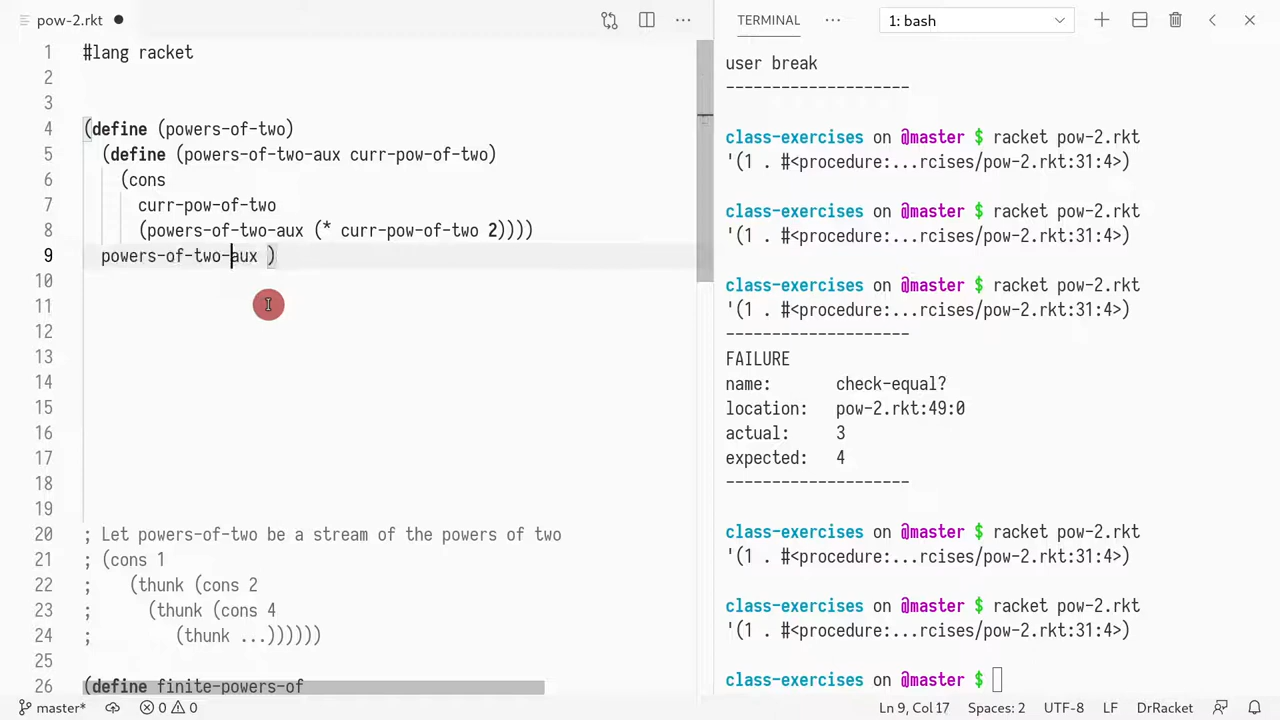 pow-2.rkt
TERMINAL
1: bash
1 #lang racket
2
3
4 (define (powers-of-two)
5 (define (powers-of-two-aux curr-pow-of-two)
6 (cons
7 curr-pow-of-two
8 (powers-of-two-aux (* curr-pow-of-two 2))))
9 powers-of-two-aux )
10
11
12
13
14
15
16
17
18
19
20 ; Let powers-of-two be a stream of the powers of two
21 ; (cons 1
22 ; (thunk (cons 2
23 ; (thunk (cons 4
24 ; (thunk ...))))))
25
26 (define finite-powers-of
user break
--------------------
class-exercises on @master $ racket pow-2.rkt
'(1 . #<procedure:...rcises/pow-2.rkt:31:4>)
class-exercises on @master $ racket pow-2.rkt
'(1 . #<procedure:...rcises/pow-2.rkt:31:4>)
class-exercises on @master $ racket pow-2.rkt
'(1 . #<procedure:...rcises/pow-2.rkt:31:4>)
--------------------
FAILURE
name: check-equal?
location: pow-2.rkt:49:0
actual: 3
expected: 4
--------------------
class-exercises on @master $ racket pow-2.rkt
'(1 . #<procedure:...rcises/pow-2.rkt:31:4>)
class-exercises on @master $ racket pow-2.rkt
'(1 . #<procedure:...rcises/pow-2.rkt:31:4>)
class-exercises on @master $
master* 0 0 Ln 9, Col 17 Spaces: 2 UTF-8 LF DrRacket